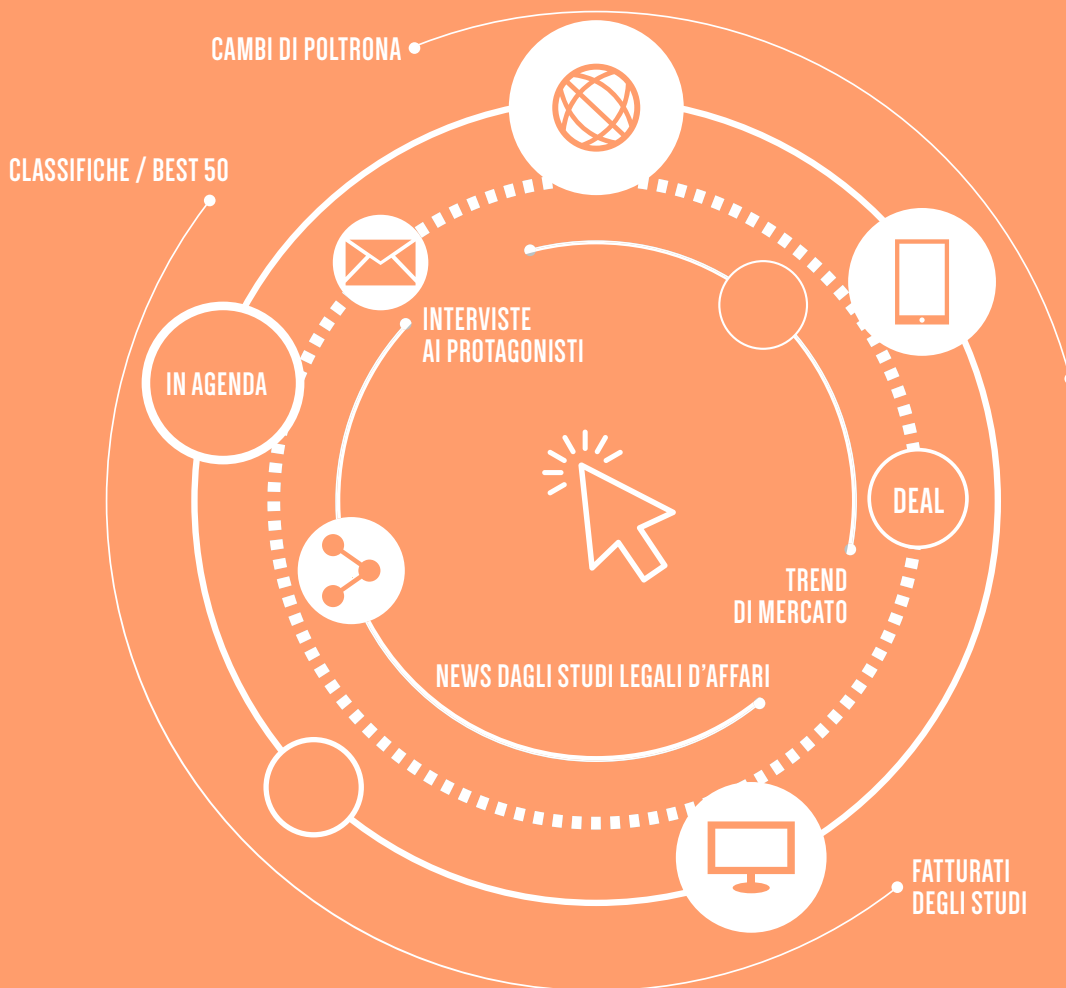 CAMBI DI POLTRONA
CLASSIFICHE / BEST 50
INTERVISTE
AI PROTAGONISTI
IN AGENDA
DEAL
TREND
DI MERCATO
NEWS DAGLI STUDI LEGALI D’AFFARI
FATTURATI
DEGLI STUDI